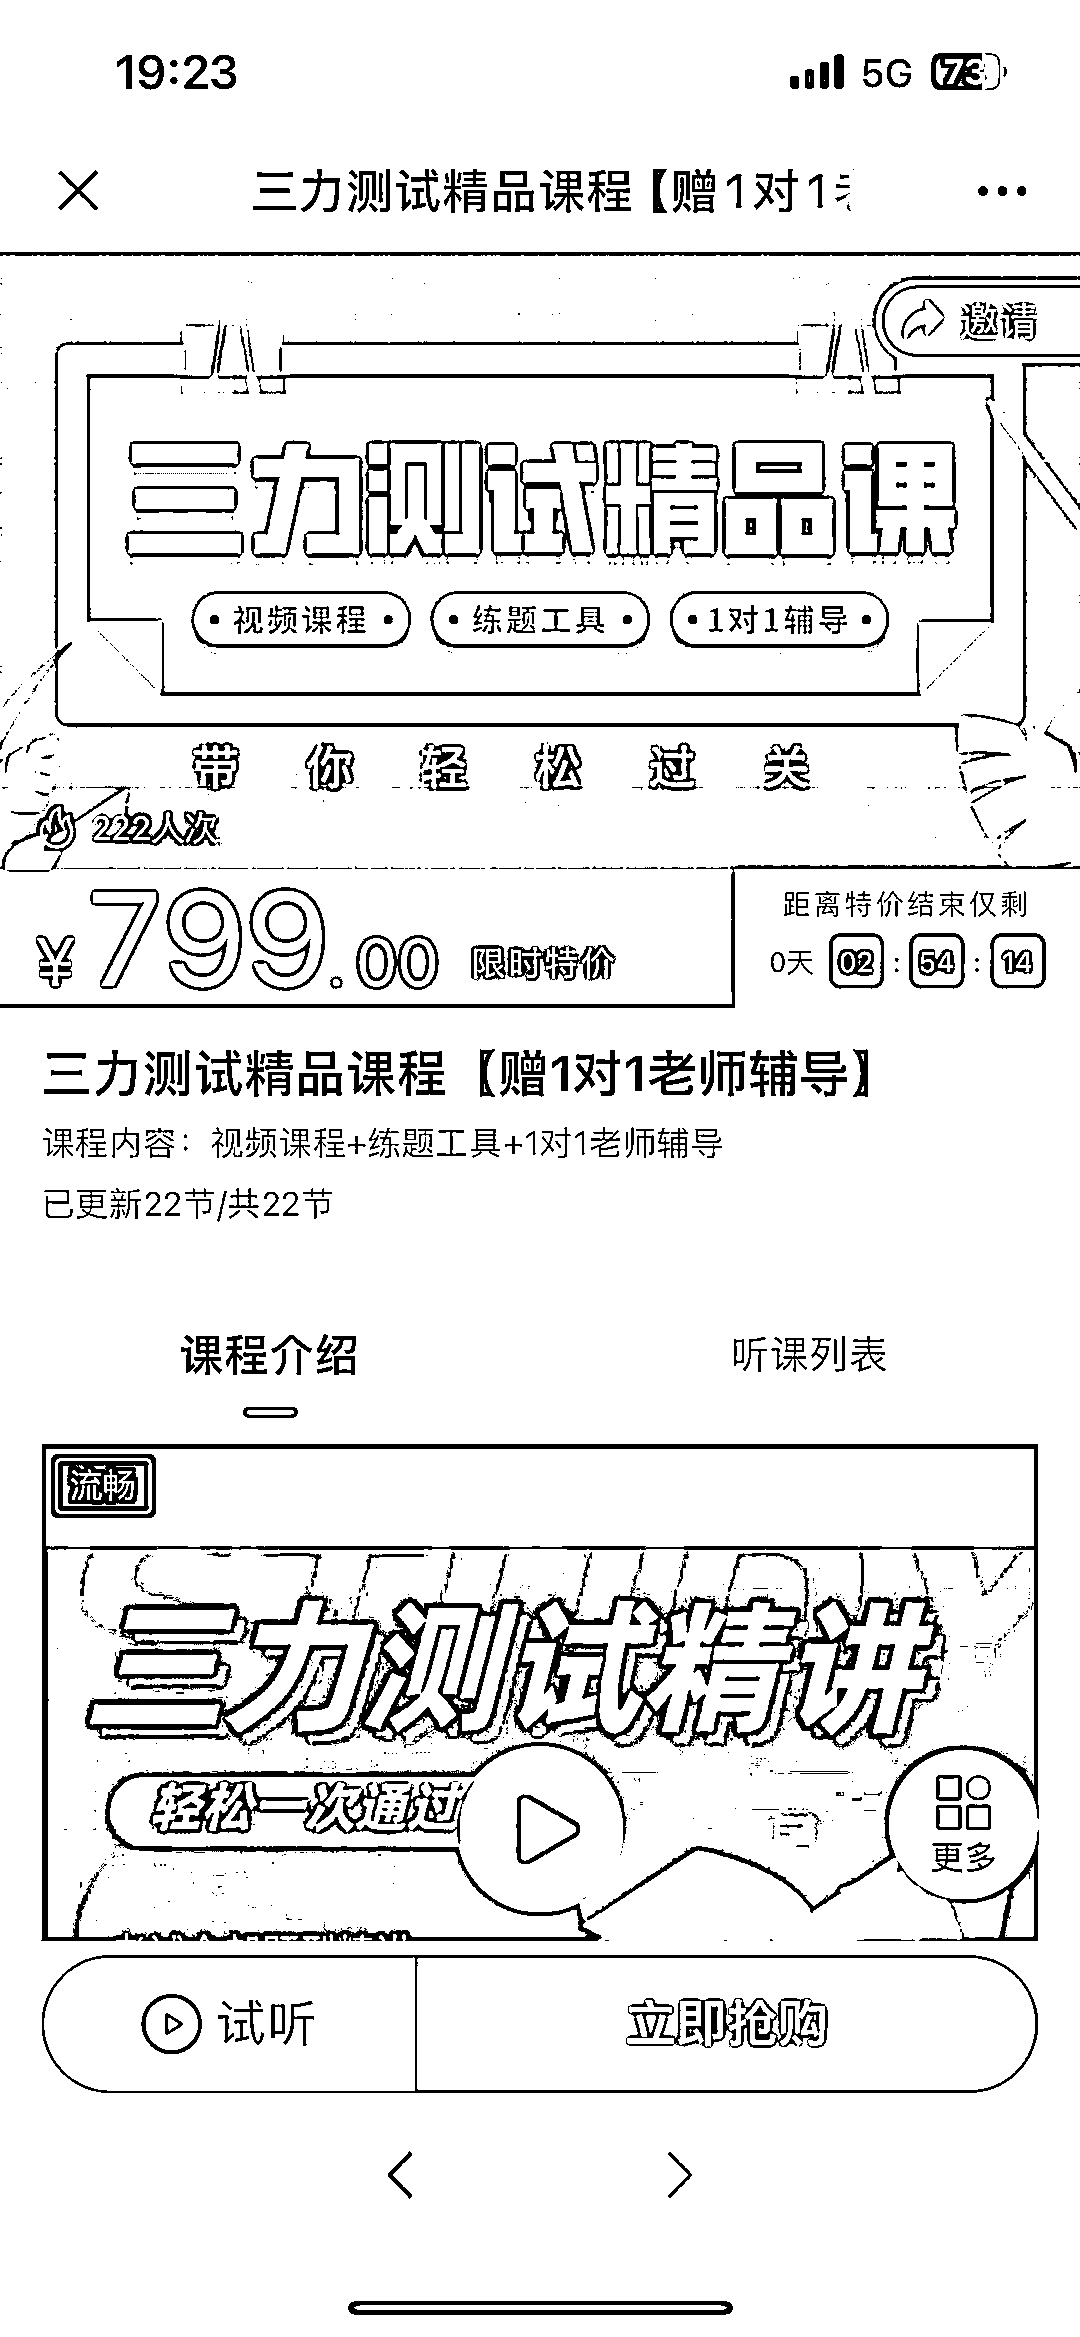 19:23 5G 73
三力测试精品课程【赠1对1
邀请
三力测试精品课
• 视频课程 • • 练题工具 • • 1对1辅导 •
带你轻松过关
222人次
¥799.00 限时特价
距离特价结束仅剩
0天 02 : 54 : 14
三力测试精品课程【赠1对1老师辅导】
课程内容：视频课程+练题工具+1对1老师辅导
已更新22节/共22节
课程介绍 听课列表
流畅
三力测试精讲
轻松一次通过
更多
试听 立即抢购